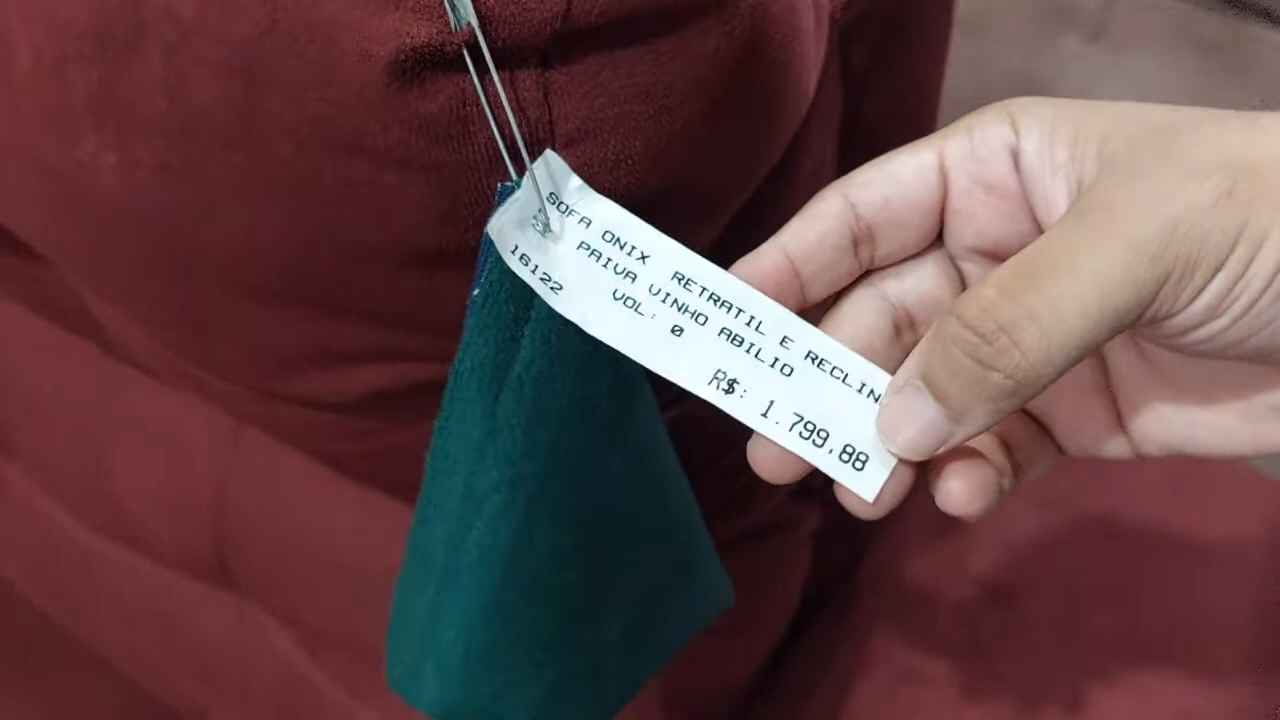 SOFA ONIX RETRATIL E RECLIN
PAIVA VINHO ABILIO
16122
VOL: 0
R$: 1.799,88